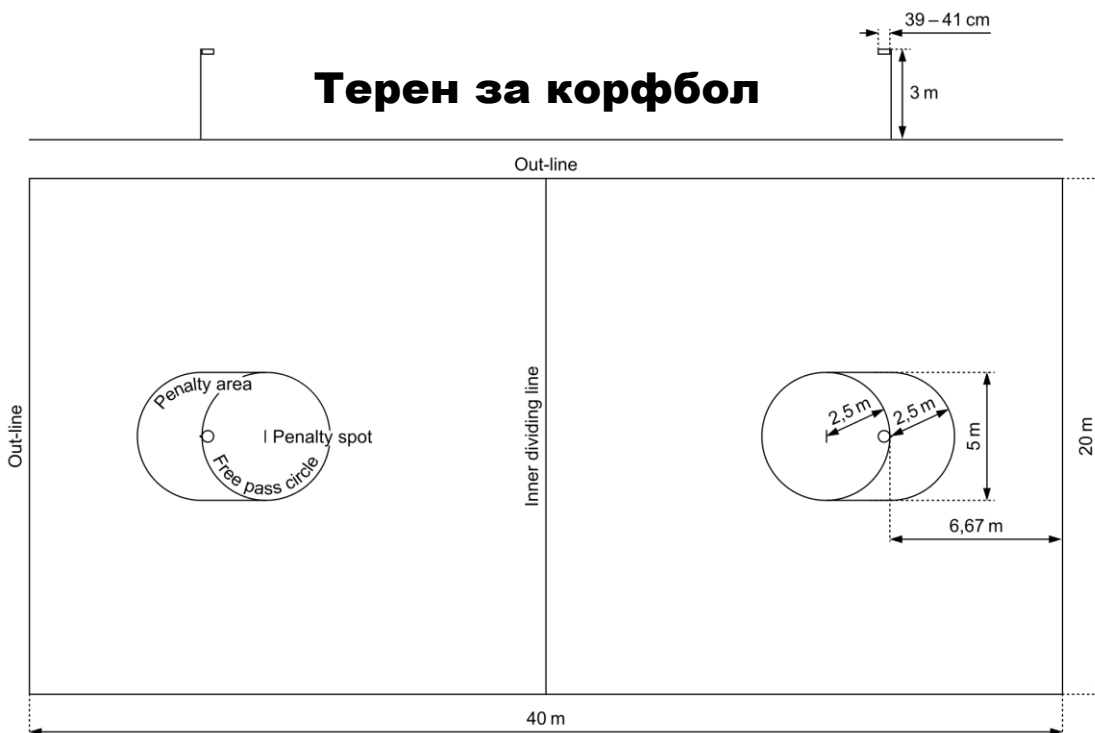 39 – 41 cm
Терен за корфбол
3 m
Out-line
Out-line
Penalty area
Penalty spot
Free pass circle
Inner dividing line
2,5 m
2,5 m
5 m
20 m
6,67 m
40 m